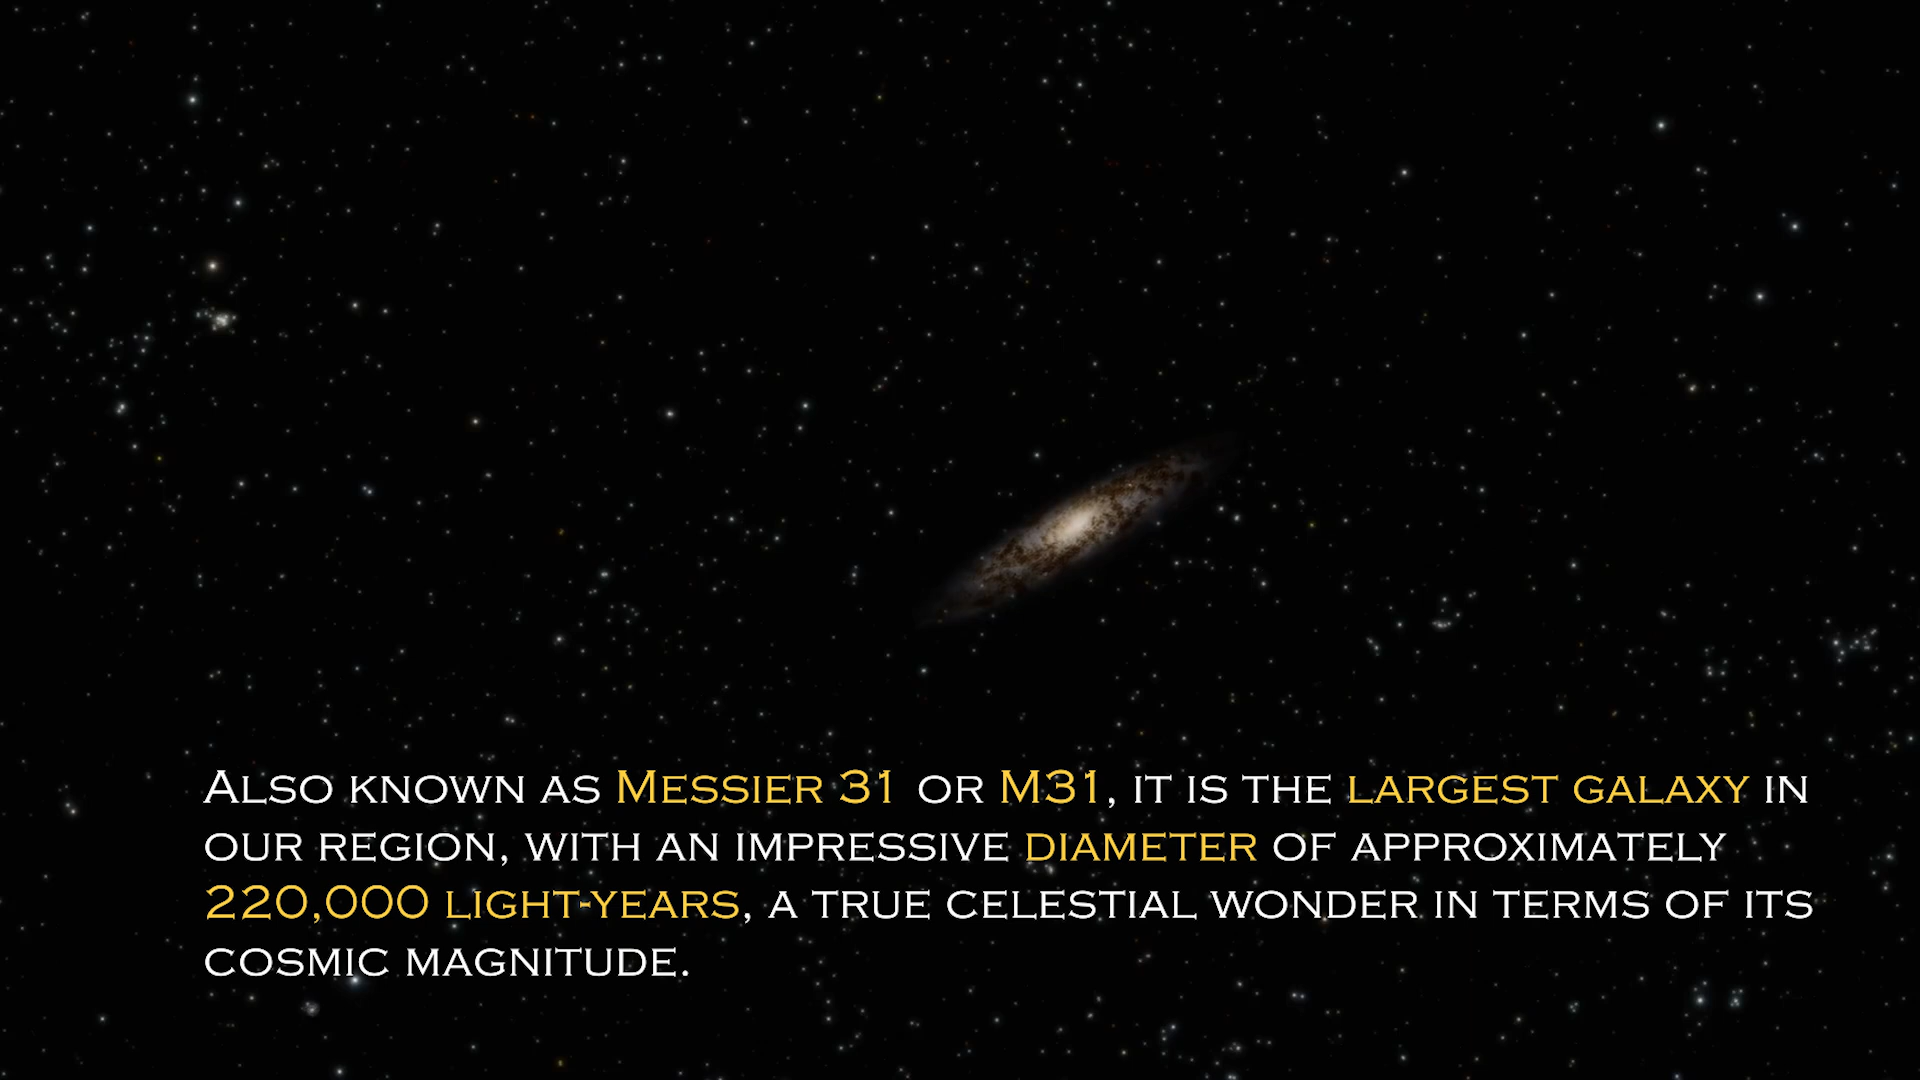 Also known as Messier 31 or M31, it is the largest galaxy in
our region, with an impressive diameter of approximately
220,000 light-years, a true celestial wonder in terms of its
cosmic magnitude.